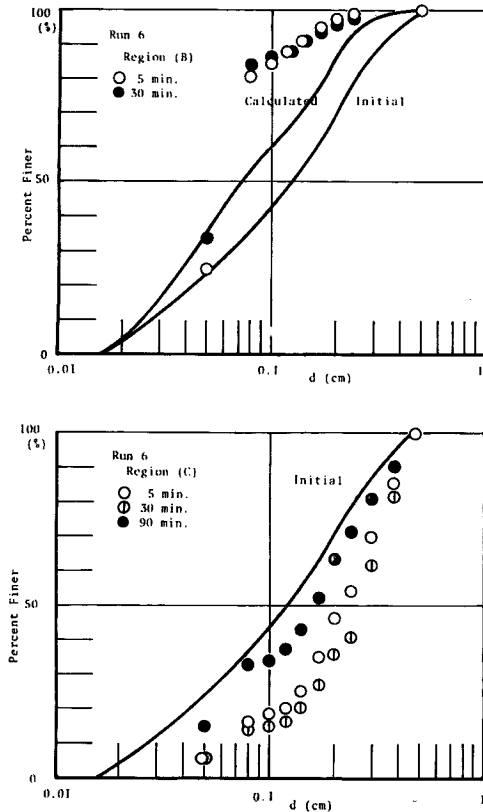 100
(%)
Run 6
Region (B)
5 min.
30 min.
Calculated
Initial
50
Percent Finer
0
0.01
0.1
1
d (cm)
100
(%)
Run 6
Region (C)
5 min.
30 min.
90 min.
Initial
50
Percent Finer
0
0.01
0.1
1
d (cm)